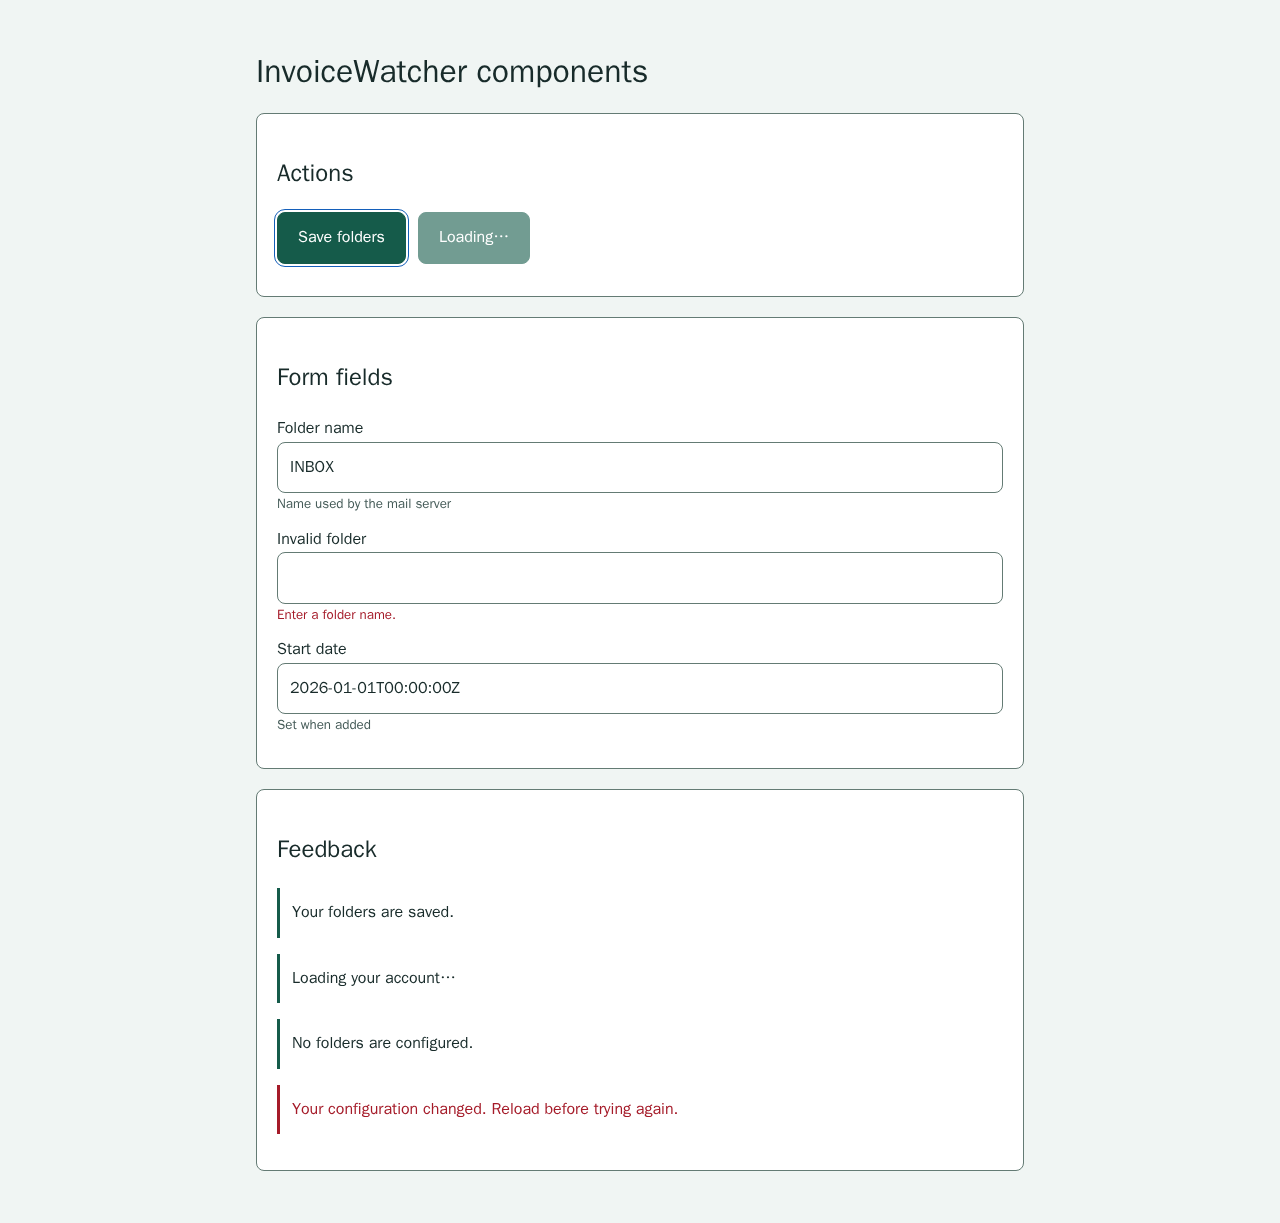 InvoiceWatcher components
Actions
Save folders
Loading…
Form fields
Folder name
INBOX
Name used by the mail server
Invalid folder
Enter a folder name.
Start date
2026-01-01T00:00:00Z
Set when added
Feedback
Your folders are saved.
Loading your account…
No folders are configured.
Your configuration changed. Reload before trying again.